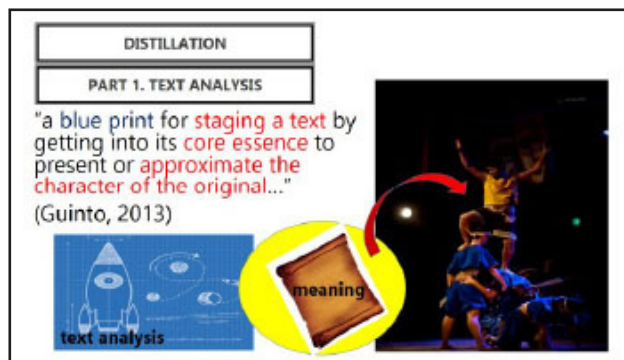 DISTILLATION
PART 1. TEXT ANALYSIS
"a blue print for staging a text by
getting into its core essence to
present or approximate the
character of the original..."
(Guinto, 2013)
meaning
text analysis